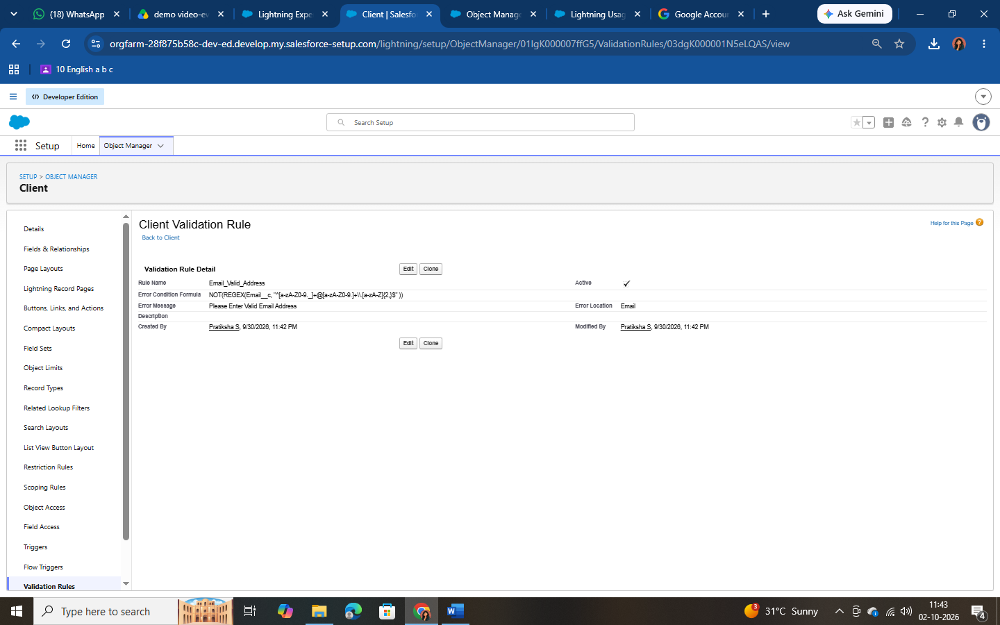 (18) WhatsApp
demo video-ev
Lightning Expe
Client | Salesfo
Object Manage
Lightning Usag
Google Accou
Ask Gemini
orgfarm-28f875b58c-dev-ed.develop.my.salesforce-setup.com/lightning/setup/ObjectManager/01IgK000007ffG5/ValidationRules/03dgK000001N5eLQAS/view
10 English a b c
Developer Edition
Search Setup
Setup
Home
Object Manager
SETUP > OBJECT MANAGER
Client
Details
Fields & Relationships
Page Layouts
Lightning Record Pages
Buttons, Links, and Actions
Compact Layouts
Field Sets
Object Limits
Record Types
Related Lookup Filters
Search Layouts
List View Button Layout
Restriction Rules
Scoping Rules
Object Access
Field Access
Triggers
Flow Triggers
Validation Rules
Client Validation Rule
Help for this Page
Back to Client
Validation Rule Detail
Edit Clone
Rule Name Email_Valid_Address Active
Error Condition Formula NOT(REGEX(Email__c, "^[a-zA-Z0-9._]+@[a-zA-Z0-9.]+\\.[a-zA-Z]{2,}$" ))
Error Message Please Enter Valid Email Address Error Location Email
Description
Created By Pratiksha S, 9/30/2026, 11:42 PM Modified By Pratiksha S, 9/30/2026, 11:42 PM
Edit Clone
Type here to search
3
31°C Sunny
11:43
02-10-2026
4